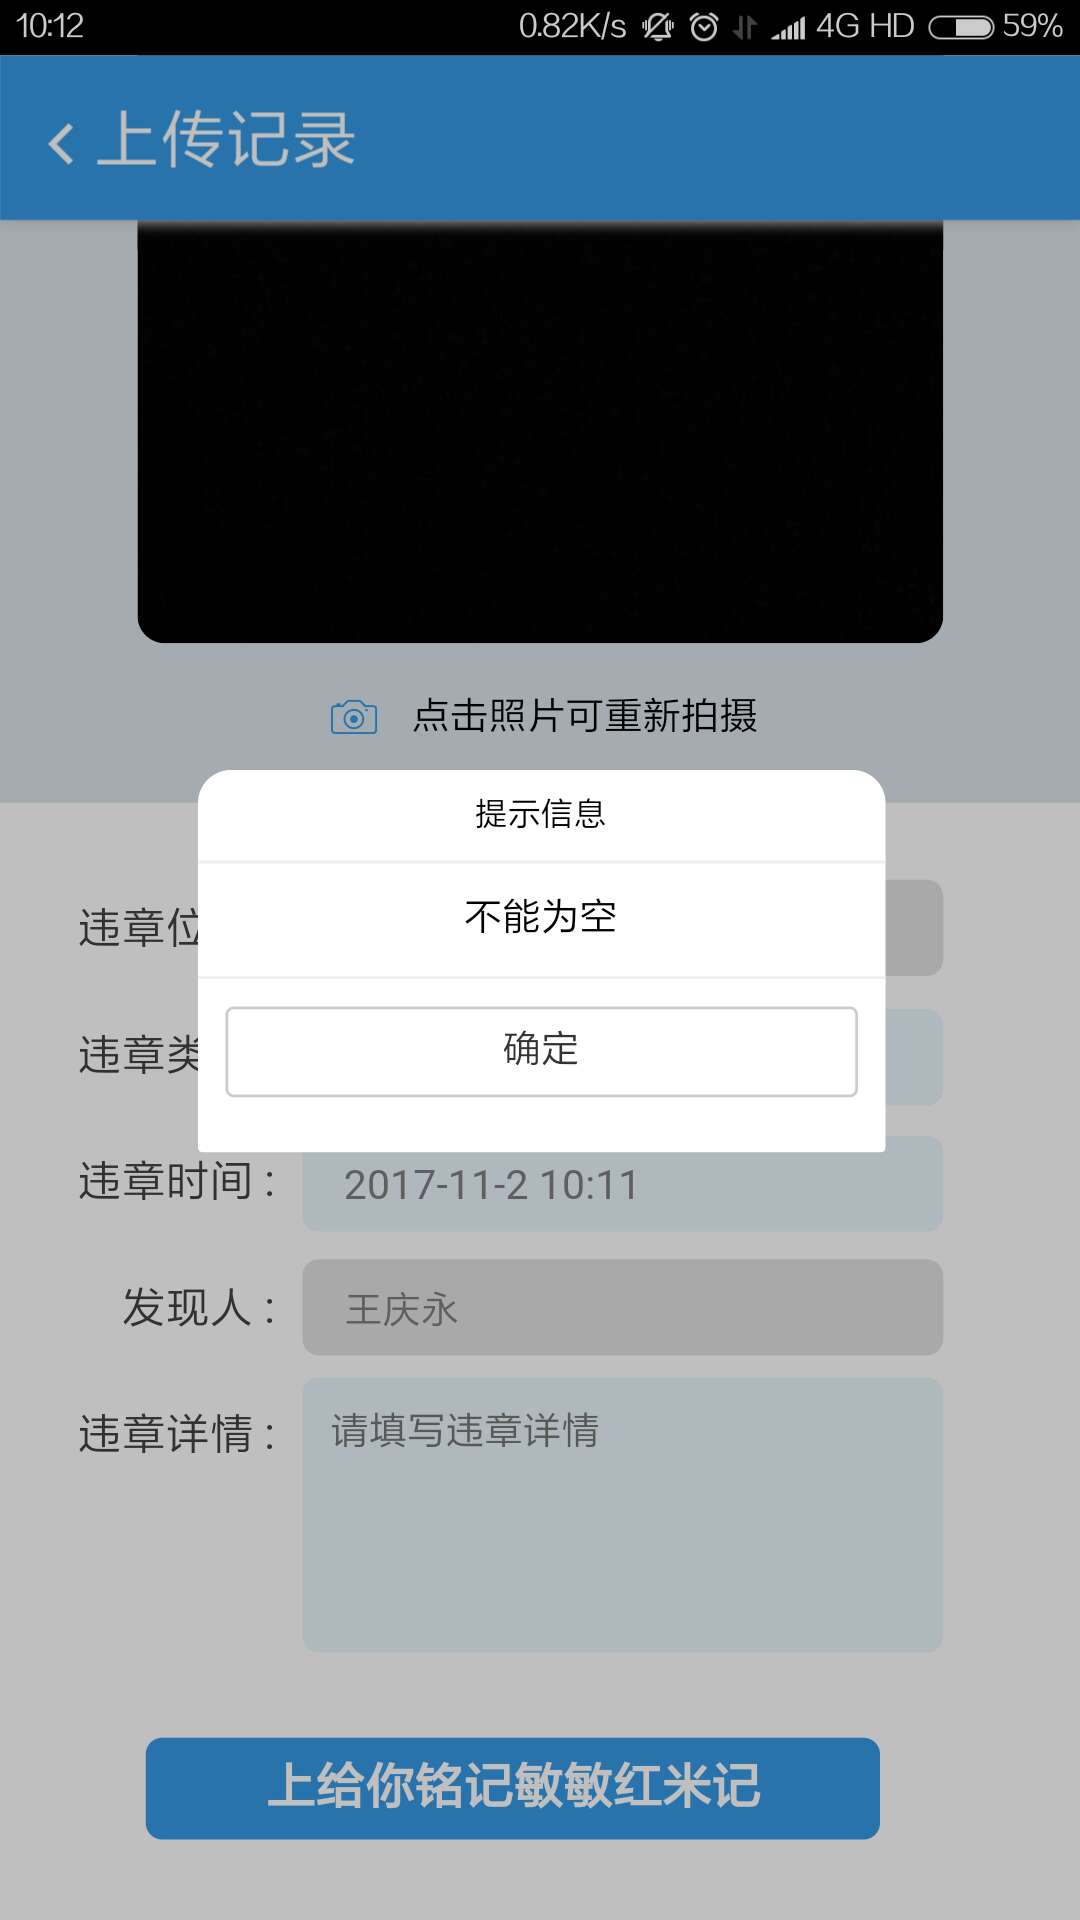 10:12 0.82K/s 4G HD 59%
上传记录
点击照片可重新拍摄
提示信息
不能为空
确定
违章位
违章类
违章时间： 2017-11-2 10:11
发现人： 王庆永
违章详情： 请填写违章详情
上给你铭记敏敏红米记